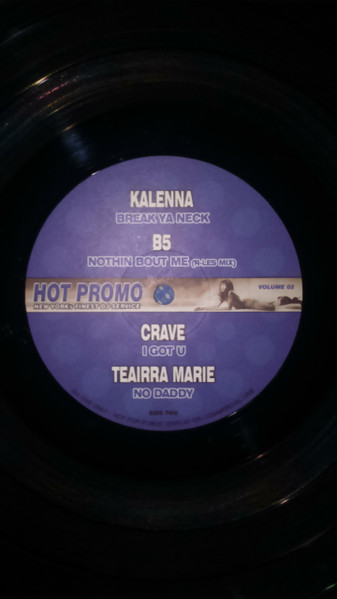 KALENNA
BREAK YA NECK
B5
NOTHIN BOUT ME (R-LES MIX)
HOT PROMO
NEW YORK'S FINEST DJ SERVICE
VOLUME 02
CRAVE
I GOT U
TEAIRRA MARIE
NO DADDY
SIDE TWO